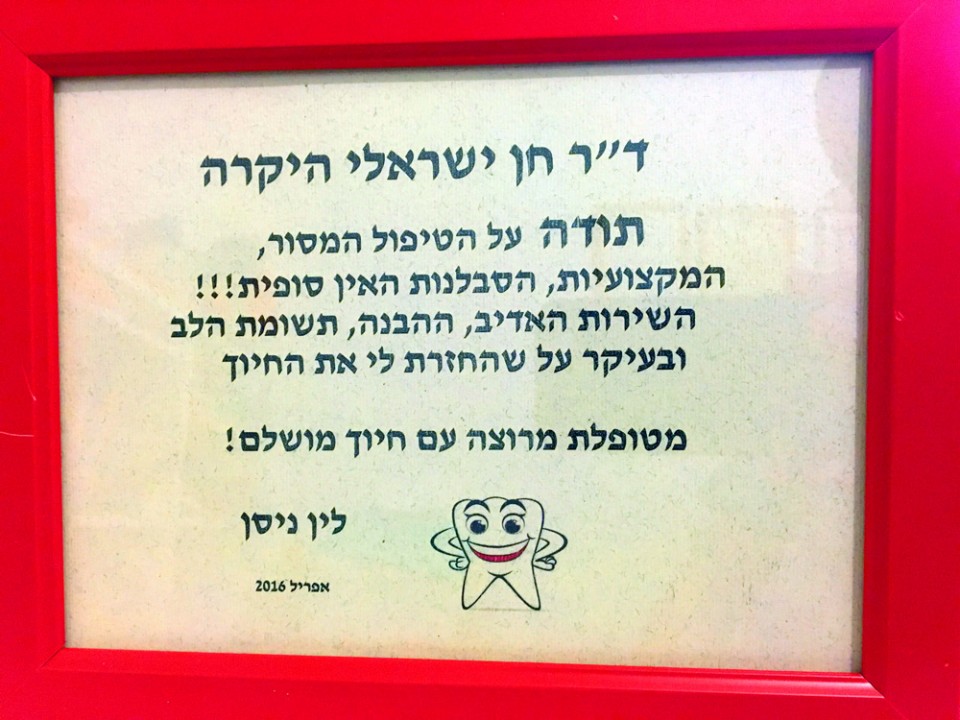 ד״ר חן ישראלי היקרה
תודה על הטיפול המסור,
המקצועיות, הסבלנות האין סופית!!!
השירות האדיב, ההבנה, תשומת הלב
ובעיקר על שהחזרת לי את החיוך
מטופלת מרוצה עם חיוך מושלם!
לין ניסן
אפריל 2016